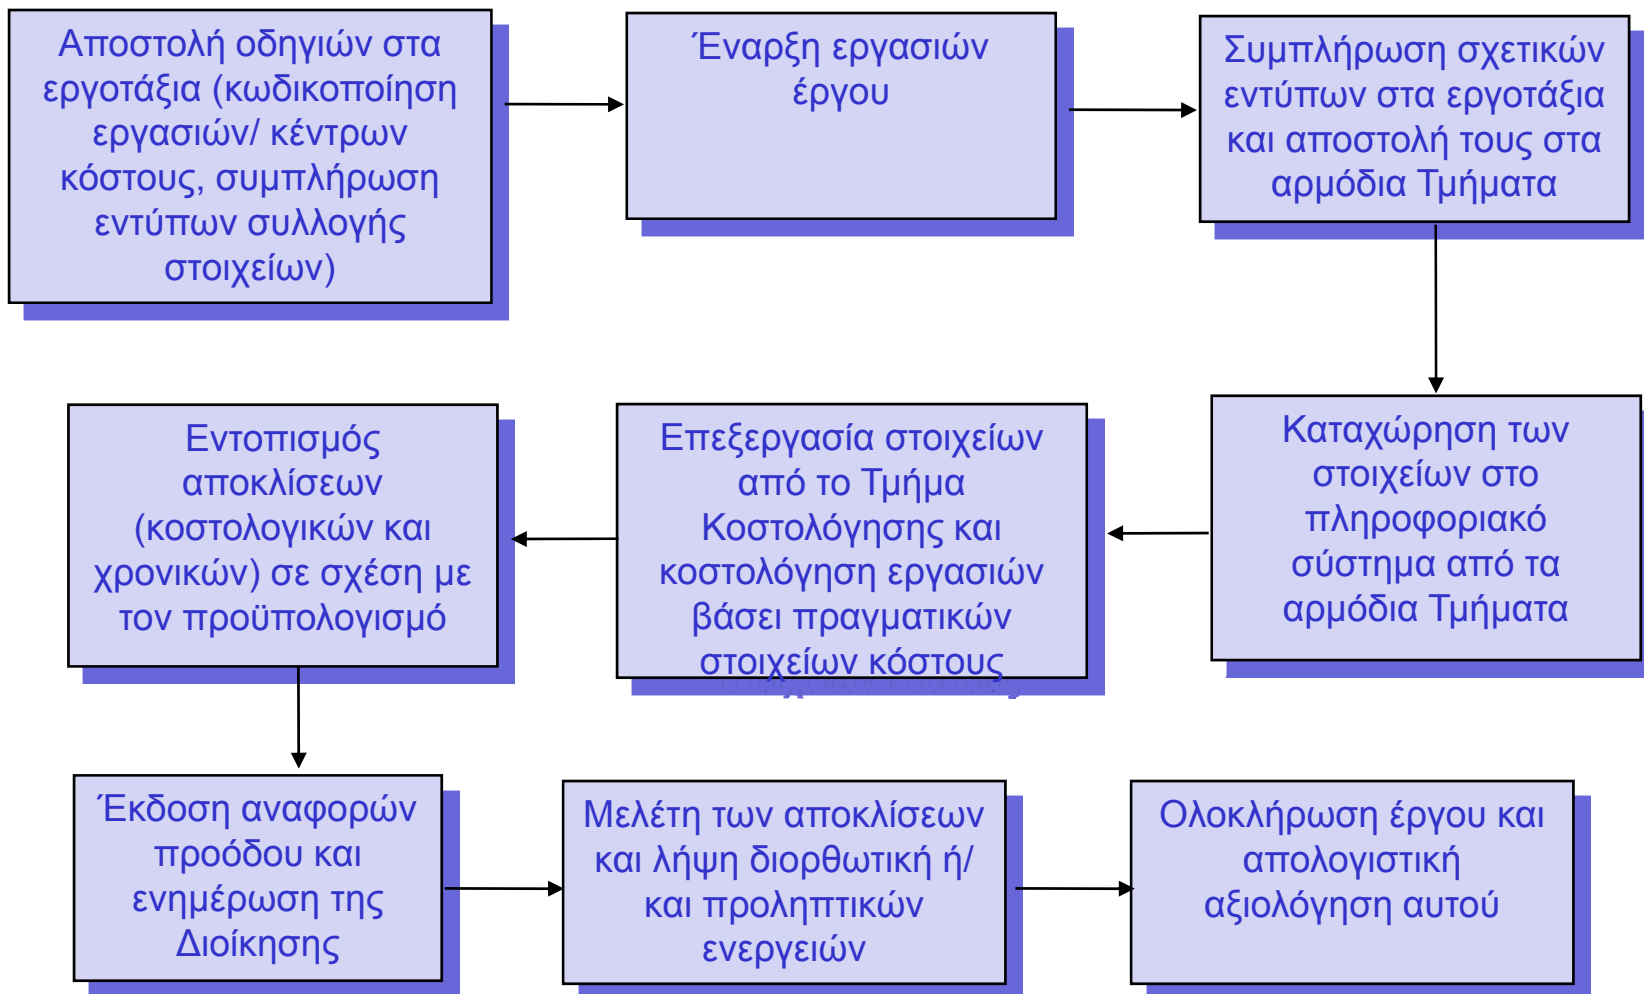 Αποστολή οδηγιών στα
εργοτάξια (κωδικοποίηση
εργασιών/ κέντρων
κόστους, συμπλήρωση
εντύπων συλλογής
στοιχείων)
Έναρξη εργασιών
έργου
Συμπλήρωση σχετικών
εντύπων στα εργοτάξια
και αποστολή τους στα
αρμόδια Τμήματα
Καταχώρηση των
στοιχείων στο
πληροφοριακό
σύστημα από τα
αρμόδια Τμήματα
Επεξεργασία στοιχείων
από το Τμήμα
Κοστολόγησης και
κοστολόγηση εργασιών
βάσει πραγματικών
στοιχείων κόστους
Εντοπισμός
αποκλίσεων
(κοστολογικών και
χρονικών) σε σχέση με
τον προϋπολογισμό
Έκδοση αναφορών
προόδου και
ενημέρωση της
Διοίκησης
Μελέτη των αποκλίσεων
και λήψη διορθωτική ή/
και προληπτικών
ενεργειών
Ολοκλήρωση έργου και
απολογιστική
αξιολόγηση αυτού